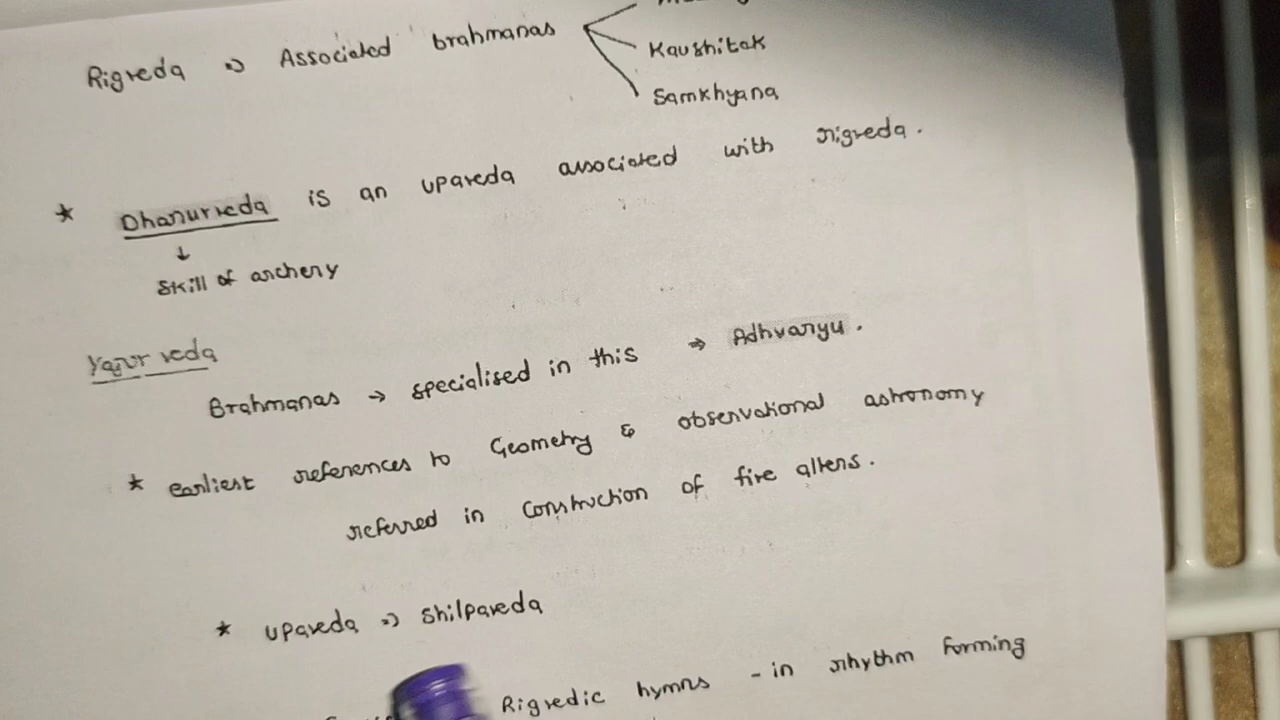 Rigveda => Associated brahmanas
Kaushitak
Samkhyana
* Dhanurveda is an upaveda associated with rigveda.
↓
Skill of archery
Yajur veda
Brahmanas → specialised in this => Adhvaryu.
* earliest references to Geometry & observational astronomy
referred in construction of fire alters.
* upaveda => Shilpaveda
Rigvedic hymns - in rhythm forming